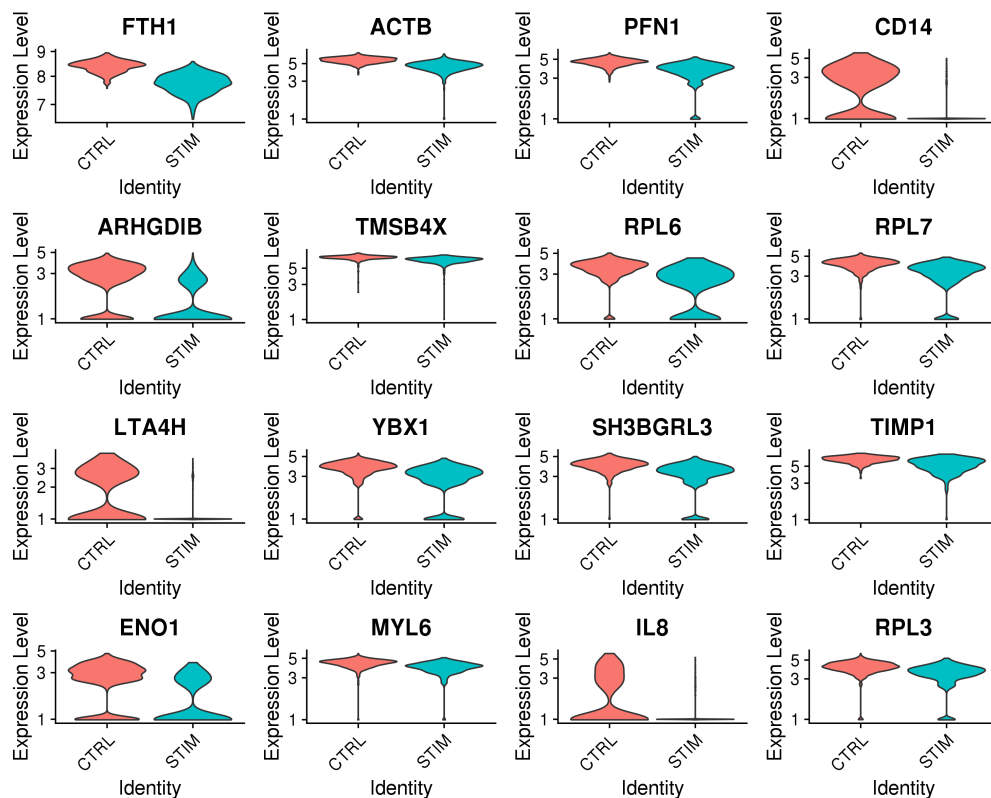 FTH1 ACTB PFN1 CD14
Expression Level 9 8 7 Expression Level 5 3 1 Expression Level 5 3 1 Expression Level 5 3 1
CTRL STIM CTRL STIM CTRL STIM CTRL STIM
Identity Identity Identity Identity
ARHGDIB TMSB4X RPL6 RPL7
Expression Level 5 3 1 Expression Level 5 3 1 Expression Level 5 3 1 Expression Level 5 3 1
CTRL STIM CTRL STIM CTRL STIM CTRL STIM
Identity Identity Identity Identity
LTA4H YBX1 SH3BGRL3 TIMP1
Expression Level 3 2 1 Expression Level 5 3 1 Expression Level 5 3 1 Expression Level 5 3 1
CTRL STIM CTRL STIM CTRL STIM CTRL STIM
Identity Identity Identity Identity
ENO1 MYL6 IL8 RPL3
Expression Level 5 3 1 Expression Level 5 3 1 Expression Level 5 3 1 Expression Level 5 3 1
CTRL STIM CTRL STIM CTRL STIM CTRL STIM
Identity Identity Identity Identity